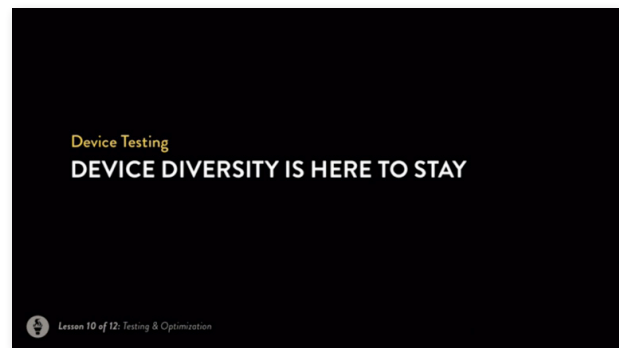 Device Testing
DEVICE DIVERSITY IS HERE TO STAY
Lesson 10 of 12: Testing & Optimization